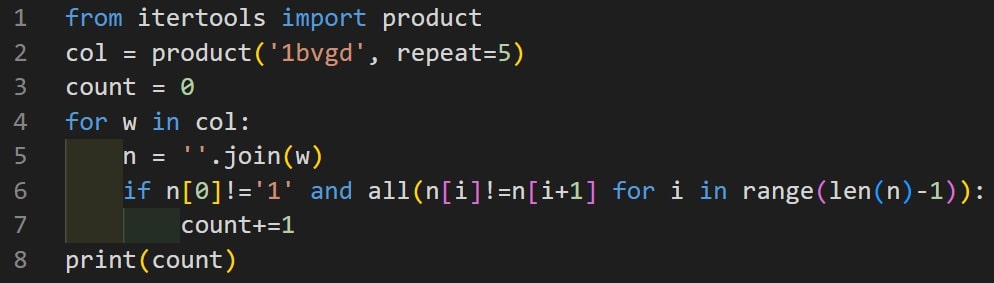 1 from itertools import product
2 col = product('1bvgd', repeat=5)
3 count = 0
4 for w in col:
5     n = ''.join(w)
6     if n[0]!='1' and all(n[i]!=n[i+1] for i in range(len(n)-1)):
7         count+=1
8 print(count)